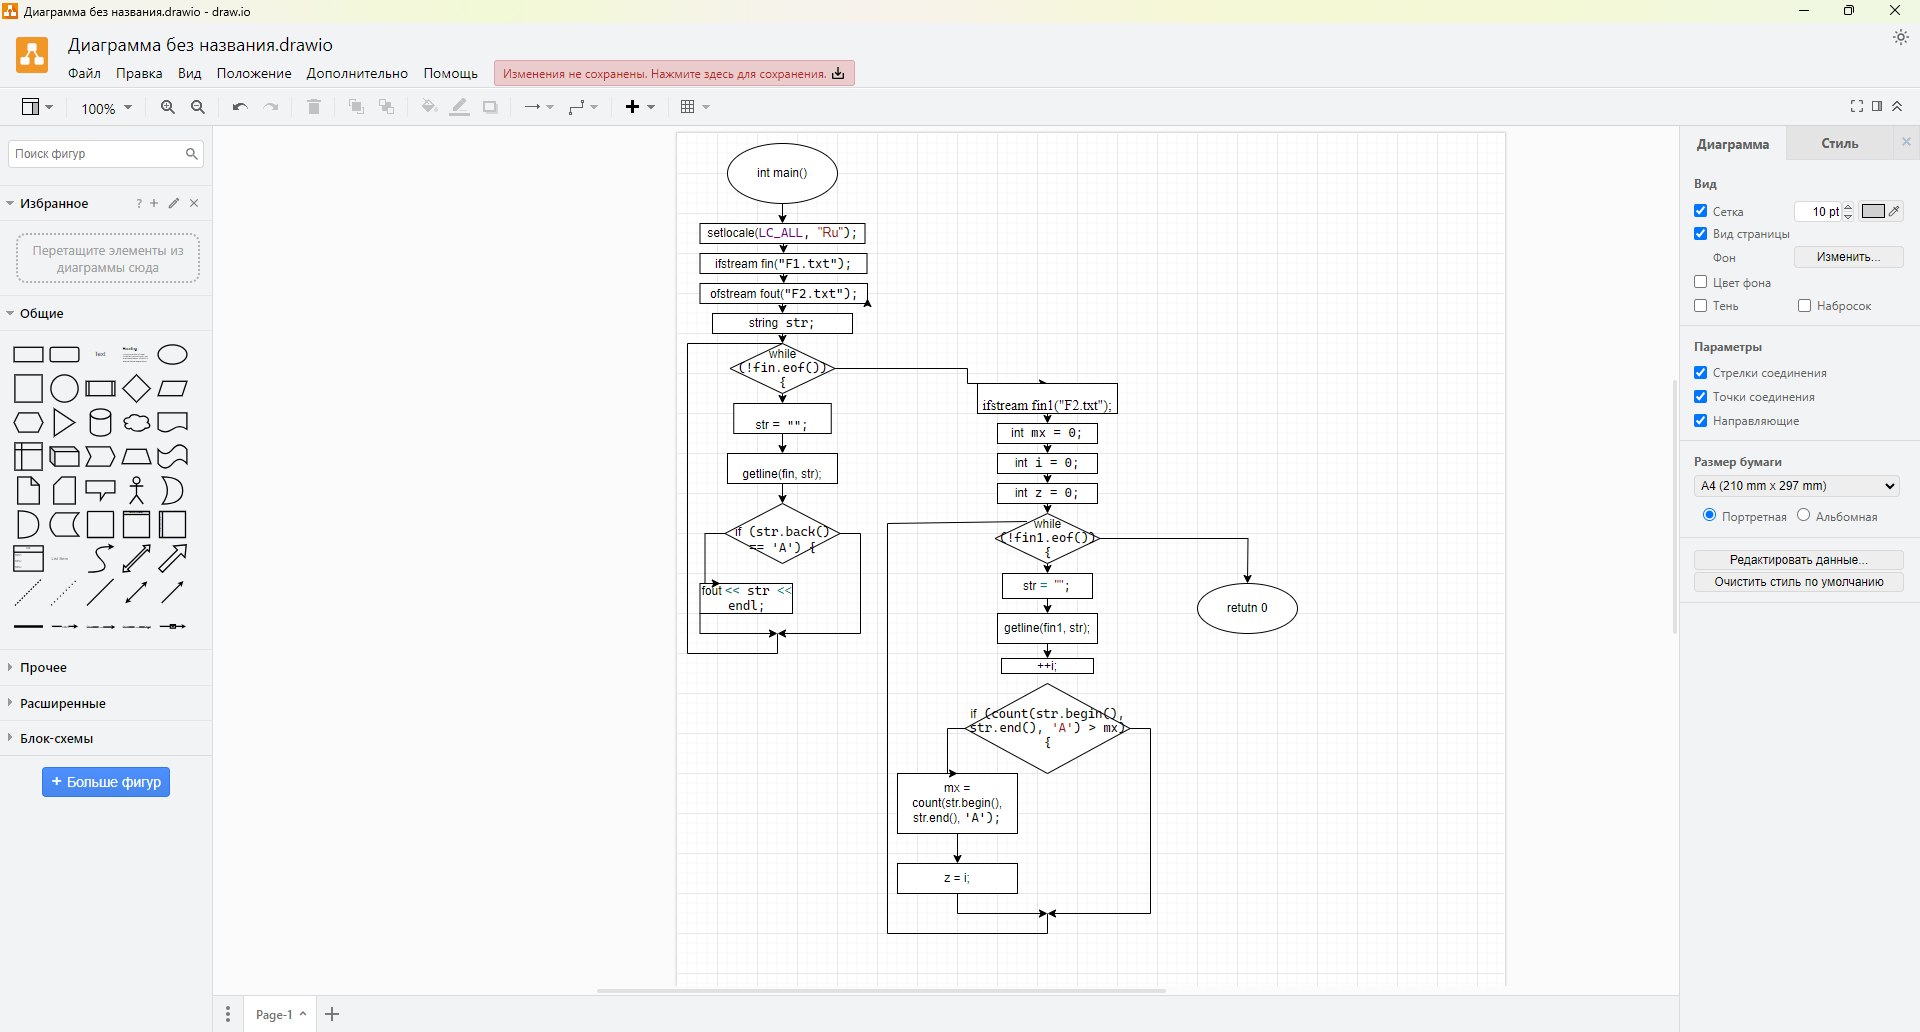 Диаграмма без названия.drawio - draw.io
Диаграмма без названия.drawio
Файл Правка Вид Положение Дополнительно Помощь
Изменения не сохранены. Нажмите здесь для сохранения.
100%
Поиск фигур
Избранное
? + 
Перетащите элементы из
диаграммы сюда
Общие
Text
Heading
List Item
Прочее
Расширенные
Блок-схемы
+ Больше фигур
int main()
setlocale(LC_ALL, "Ru");
ifstream fin("F1.txt");
ofstream fout("F2.txt");
string str;
while
(!fin.eof())
{
str = "";
getline(fin, str);
if (str.back()
== 'A') {
fout << str <<
endl;
ifstream fin1("F2.txt");
int mx = 0;
int i = 0;
int z = 0;
while
(!fin1.eof())
{
str = "";
getline(fin1, str);
++i;
if (count(str.begin(),
str.end(), 'A') > mx)
{
mx =
count(str.begin(),
str.end(), 'A');
z = i;
retutn 0
Page-1
Диаграмма Стиль
Вид
Сетка 10 pt
Вид страницы
Фон Изменить...
Цвет фона
Тень Набросок
Параметры
Стрелки соединения
Точки соединения
Направляющие
Размер бумаги
A4 (210 mm x 297 mm)
Портретная Альбомная
Редактировать данные...
Очистить стиль по умолчанию